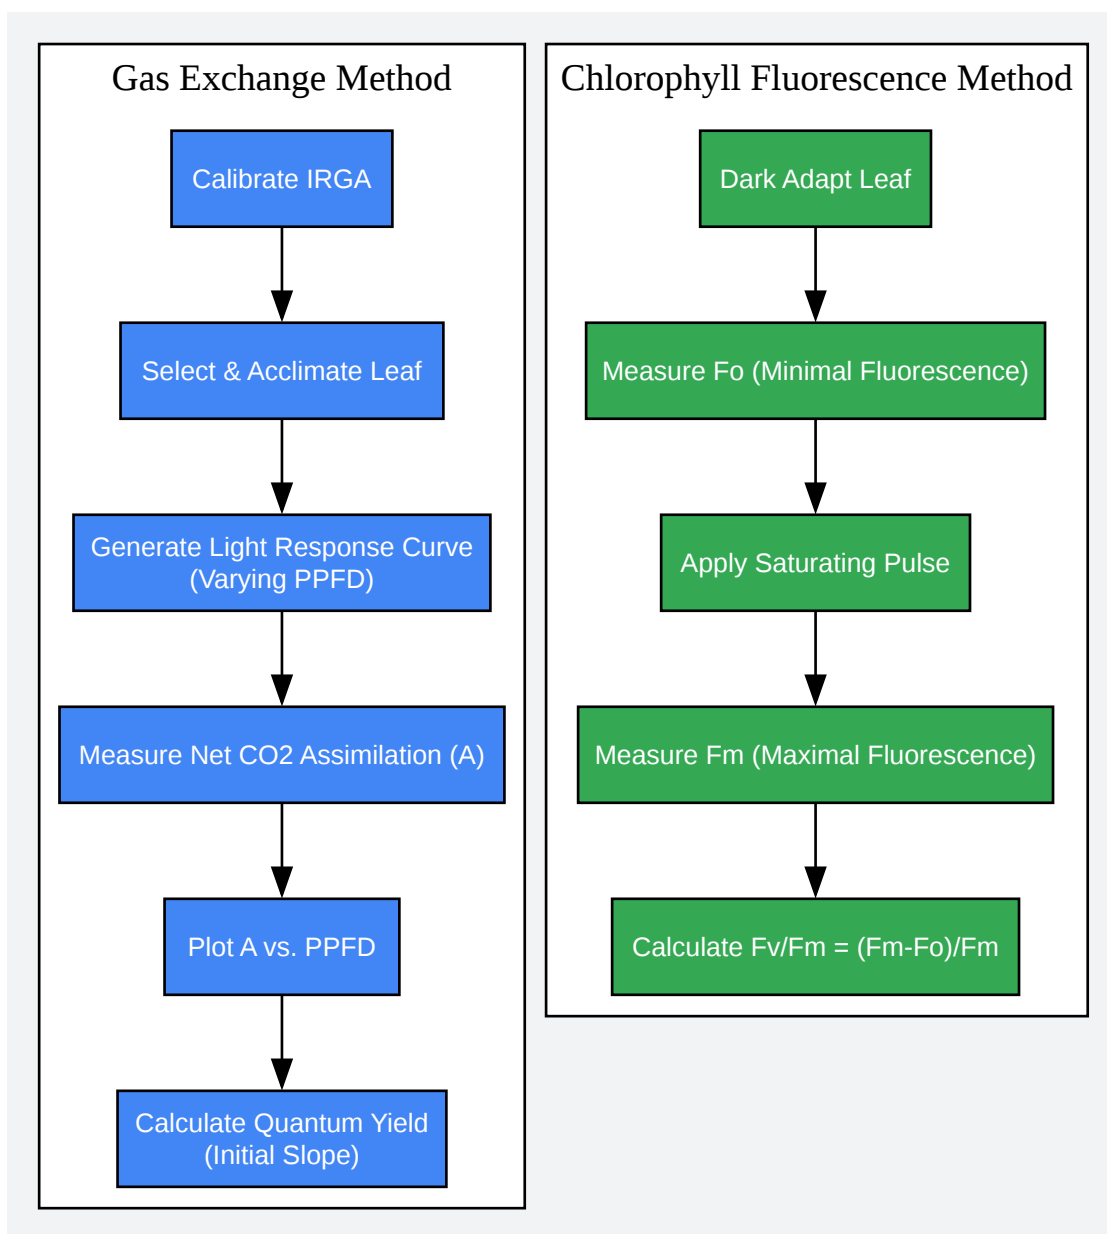 Gas Exchange Method
Calibrate IRGA
Select & Acclimate Leaf
Generate Light Response Curve
(Varying PPFD)
Measure Net CO2 Assimilation (A)
Plot A vs. PPFD
Calculate Quantum Yield
(Initial Slope)
Chlorophyll Fluorescence Method
Dark Adapt Leaf
Measure Fo (Minimal Fluorescence)
Apply Saturating Pulse
Measure Fm (Maximal Fluorescence)
Calculate Fv/Fm = (Fm-Fo)/Fm